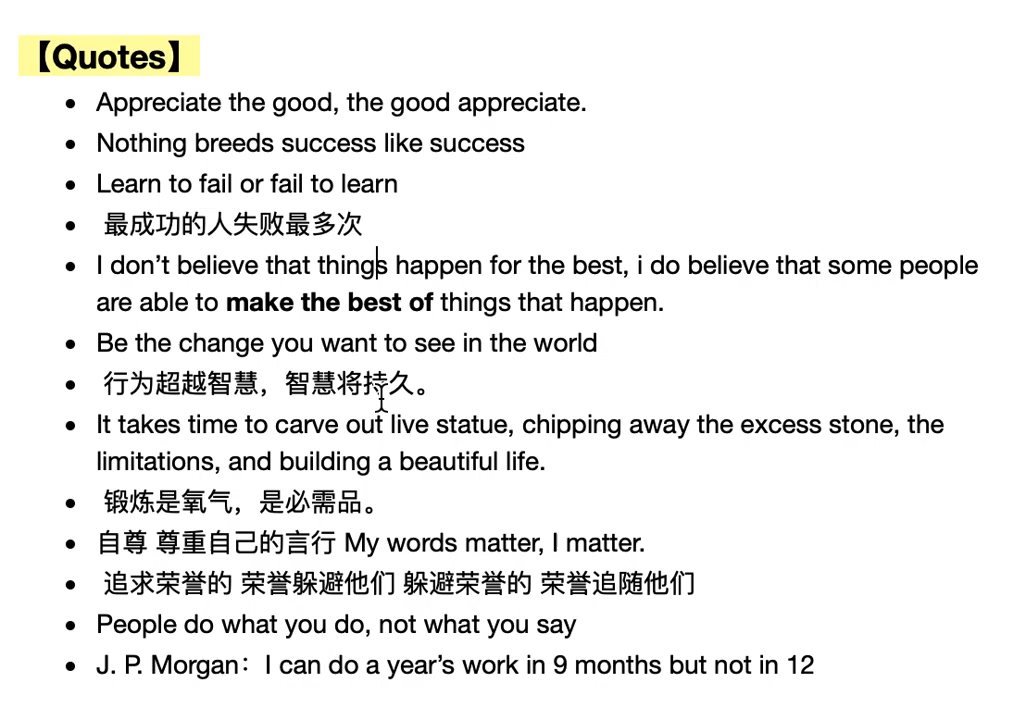 【Quotes】
• Appreciate the good, the good appreciate.
• Nothing breeds success like success
• Learn to fail or fail to learn
• 最成功的人失败最多次
• I don’t believe that things happen for the best, i do believe that some people
are able to make the best of things that happen.
• Be the change you want to see in the world
• 行为超越智慧，智慧将持久。
• It takes time to carve out live statue, chipping away the excess stone, the
limitations, and building a beautiful life.
• 锻炼是氧气，是必需品。
• 自尊 尊重自己的言行 My words matter, I matter.
• 追求荣誉的 荣誉躲避他们 躲避荣誉的 荣誉追随他们
• People do what you do, not what you say
• J. P. Morgan：I can do a year’s work in 9 months but not in 12